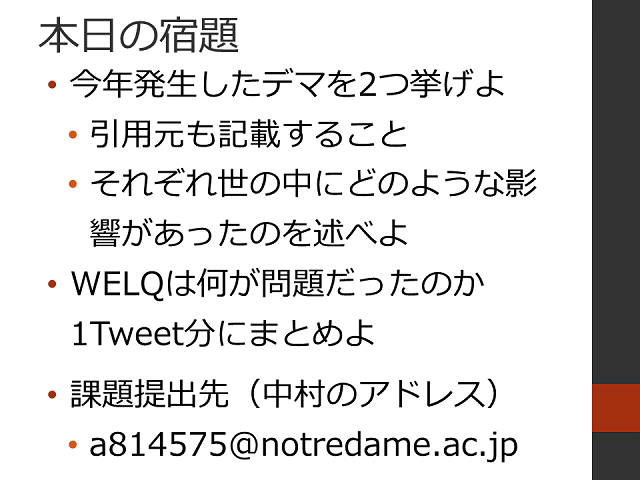 本日の宿題
• 今年発生したデマを2つ挙げよ
• 引用元も記載すること
• それぞれ世の中にどのような影
響があったのを述べよ
• WELQは何が問題だったのか
1Tweet分にまとめよ
• 課題提出先（中村のアドレス）
• a814575@notredame.ac.jp